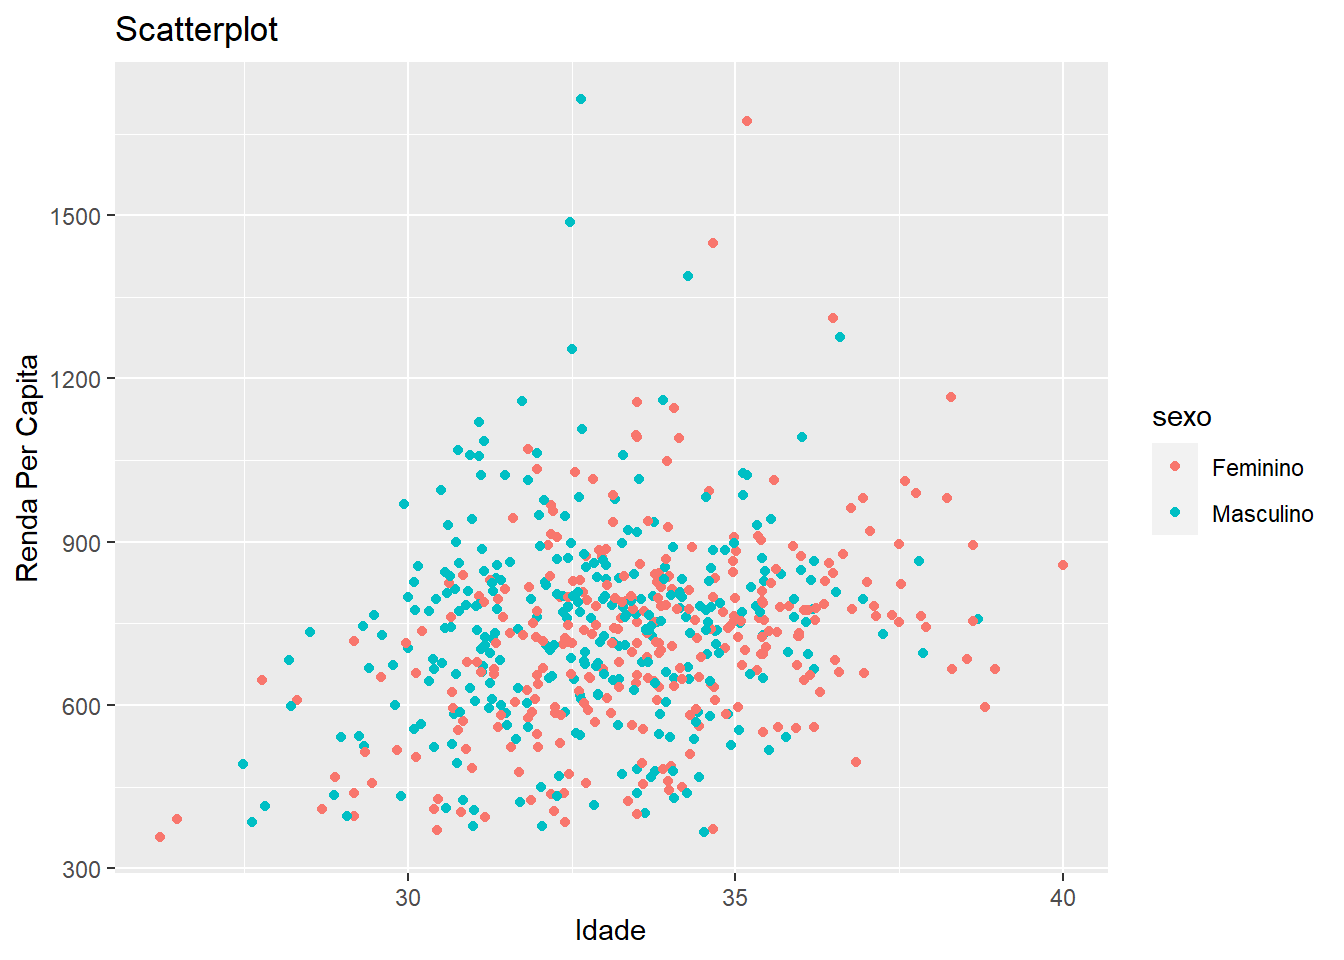 Scatterplot
1500
1200
900
600
300
Renda Per Capita
30
35
40
Idade
sexo
Feminino
Masculino